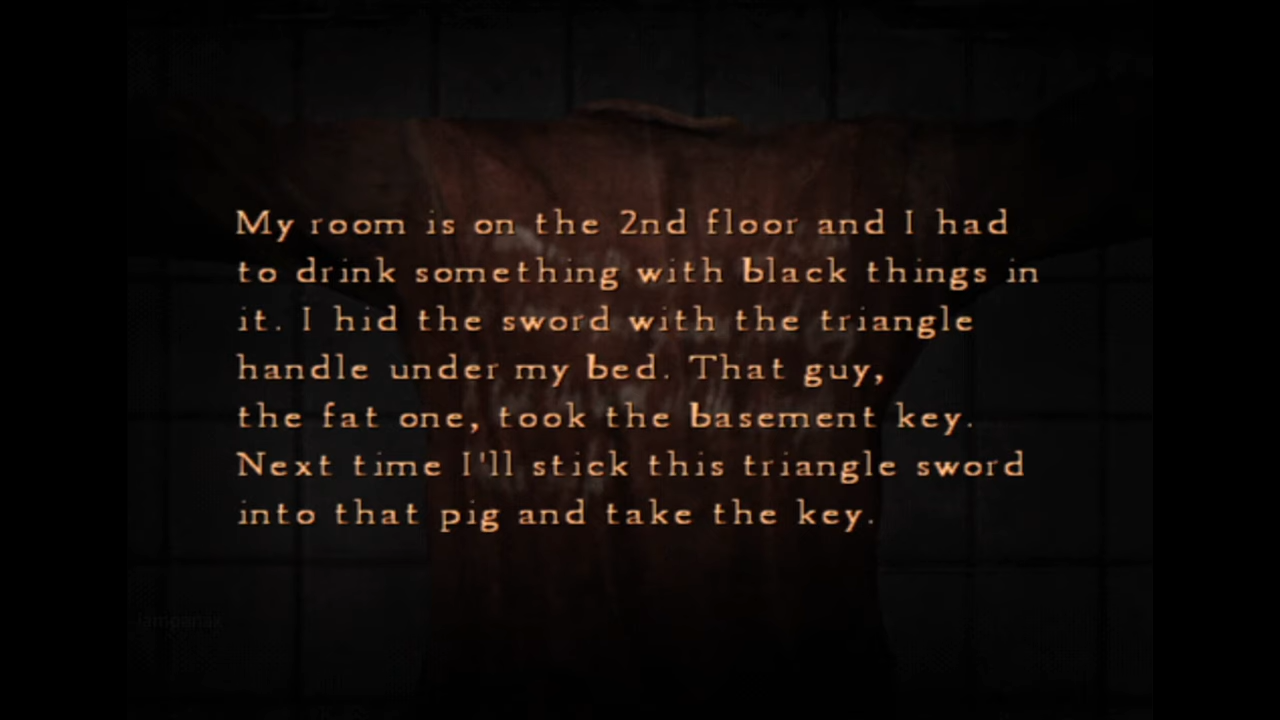 My room is on the 2nd floor and I had
to drink something with black things in
it. I hid the sword with the triangle
handle under my bed. That guy,
the fat one, took the basement key.
Next time I'll stick this triangle sword
into that pig and take the key.